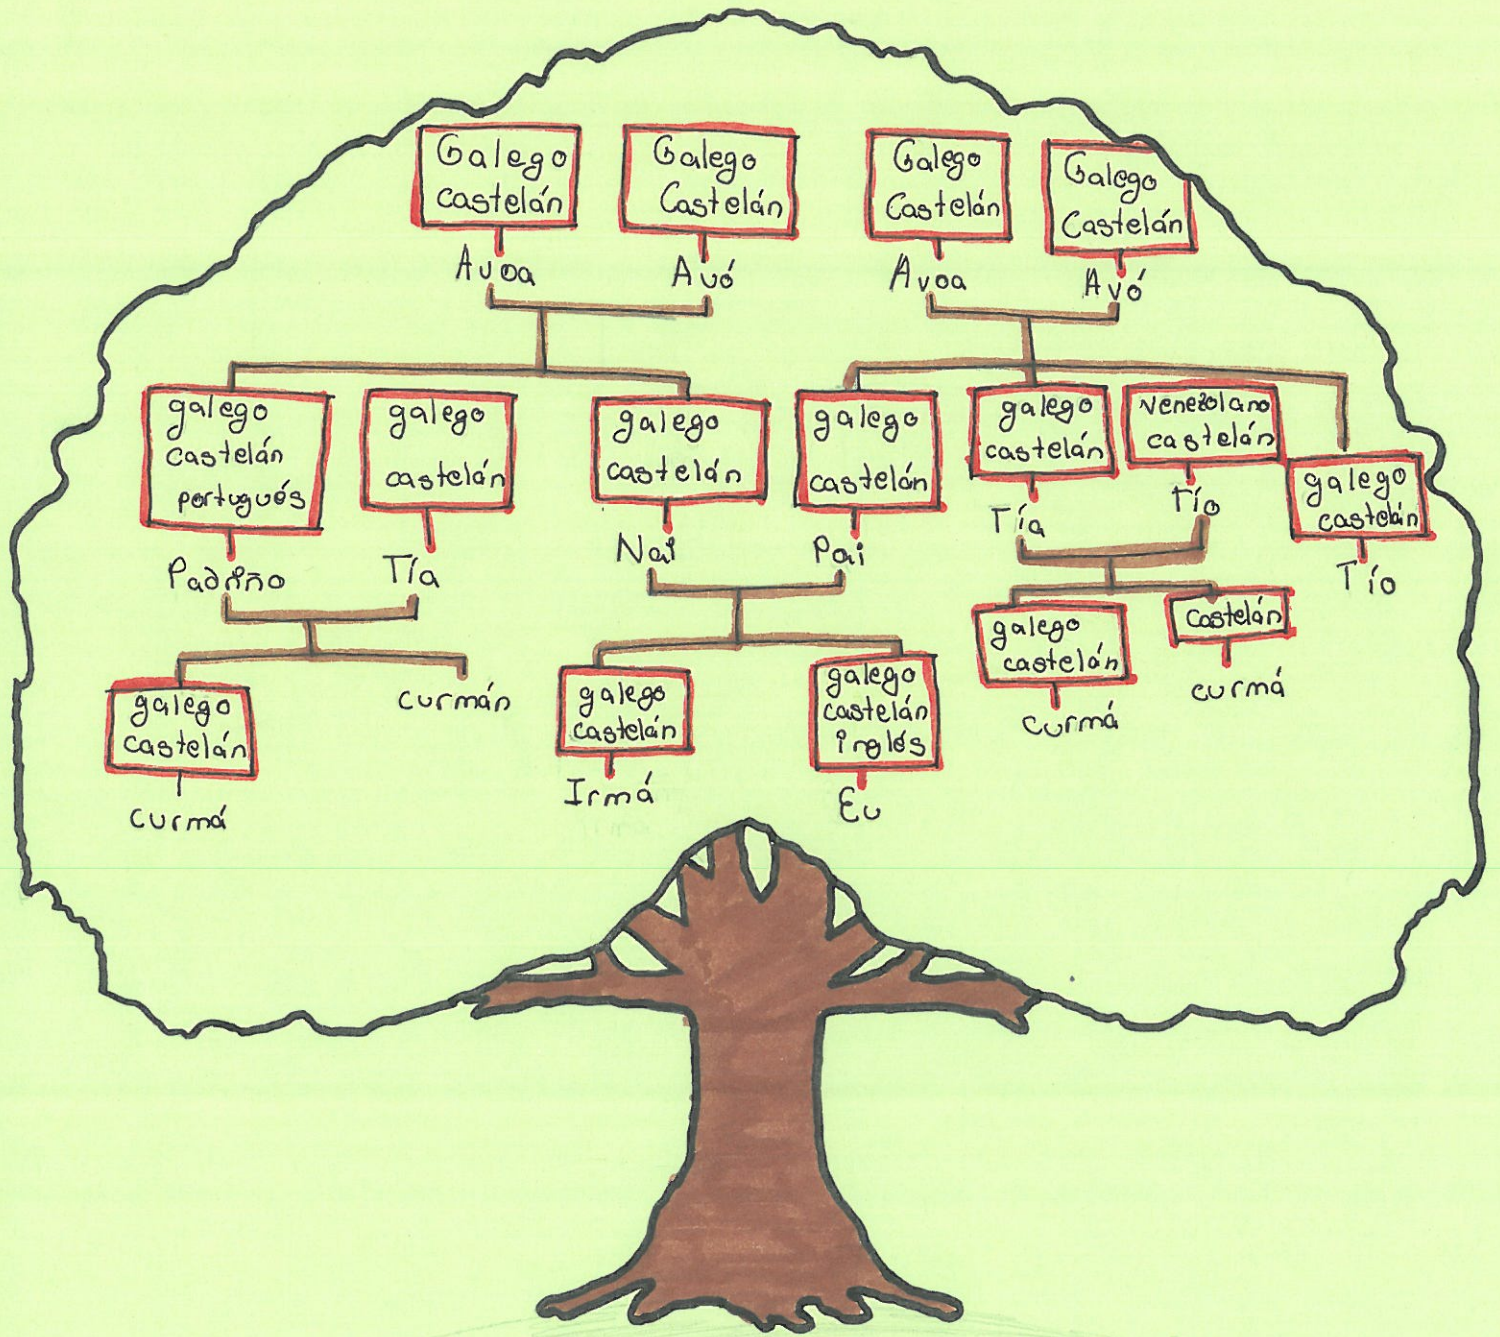 Galego
castelán
Avoa
Galego
Castelán
Avó
Galego
Castelán
Avoa
Galego
Castelán
Avó
galego
castelán
portugués
Padriño
galego
castelán
Tía
galego
castelán
Nai
galego
castelán
Pai
galego
castelán
Tía
Venezolano
castelán
Tío
galego
castelán
Tío
galego
castelán
curmá
curmán
galego
castelán
Irmá
galego
castelán
inglés
Eu
galego
castelán
curmá
castelán
curmá